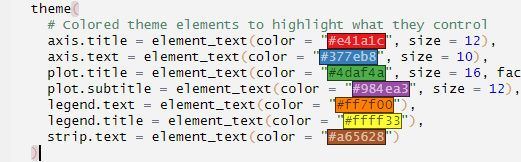 theme(
# Colored theme elements to highlight what they control
axis.title = element_text(color = "#e41a1c", size = 12),
axis.text = element_text(color = "#377eb8", size = 10),
plot.title = element_text(color = "#4daf4a", size = 16, fac
plot.subtitle = element_text(color = "#984ea3", size = 12),
legend.text = element_text(color = "#ff7f00"),
legend.title = element_text(color = "#ffff33"),
strip.text = element_text(color = "#a65628")
)